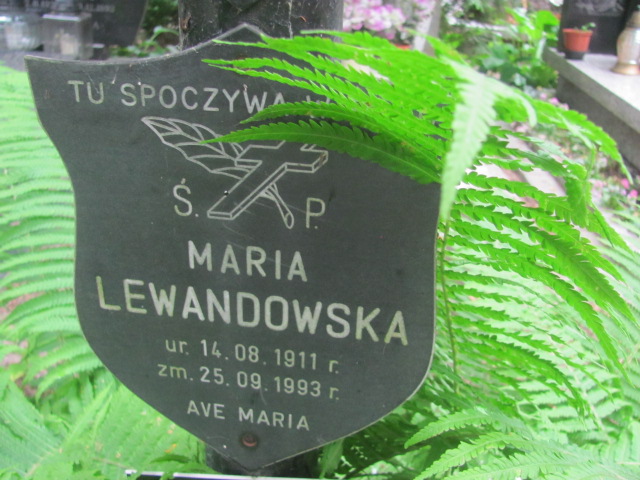 TU SPOCZYWA
Ś. P.
MARIA
LEWANDOWSKA
ur. 14.08.1911 r.
zm. 25.09.1993 r.
AVE MARIA